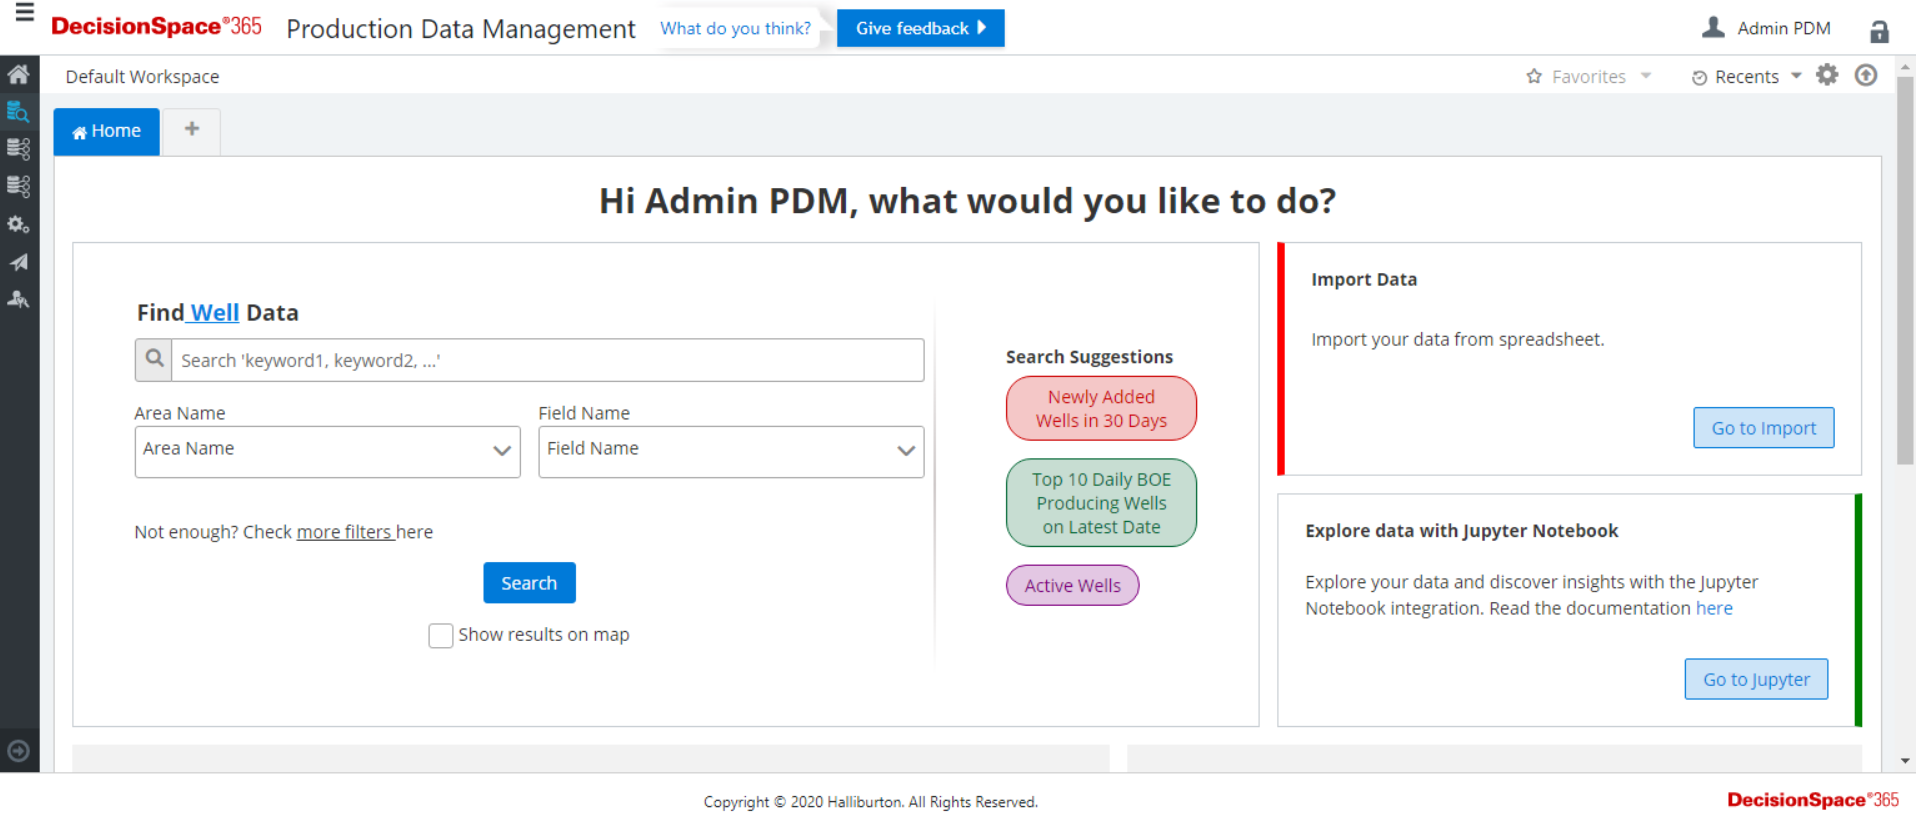 DecisionSpace®365
Production Data Management
What do you think?
Give feedback
Admin PDM
Default Workspace
Favorites
Recents
Home
+
Hi Admin PDM, what would you like to do?
Find Well Data
Search 'keyword1, keyword2, ...'
Area Name
Field Name
Area Name
Field Name
Not enough? Check more filters here
Search
Show results on map
Search Suggestions
Newly Added
Wells in 30 Days
Top 10 Daily BOE
Producing Wells
on Latest Date
Active Wells
Import Data
Import your data from spreadsheet.
Go to Import
Explore data with Jupyter Notebook
Explore your data and discover insights with the Jupyter
Notebook integration. Read the documentation here
Go to Jupyter
Copyright © 2020 Halliburton. All Rights Reserved.
DecisionSpace®365